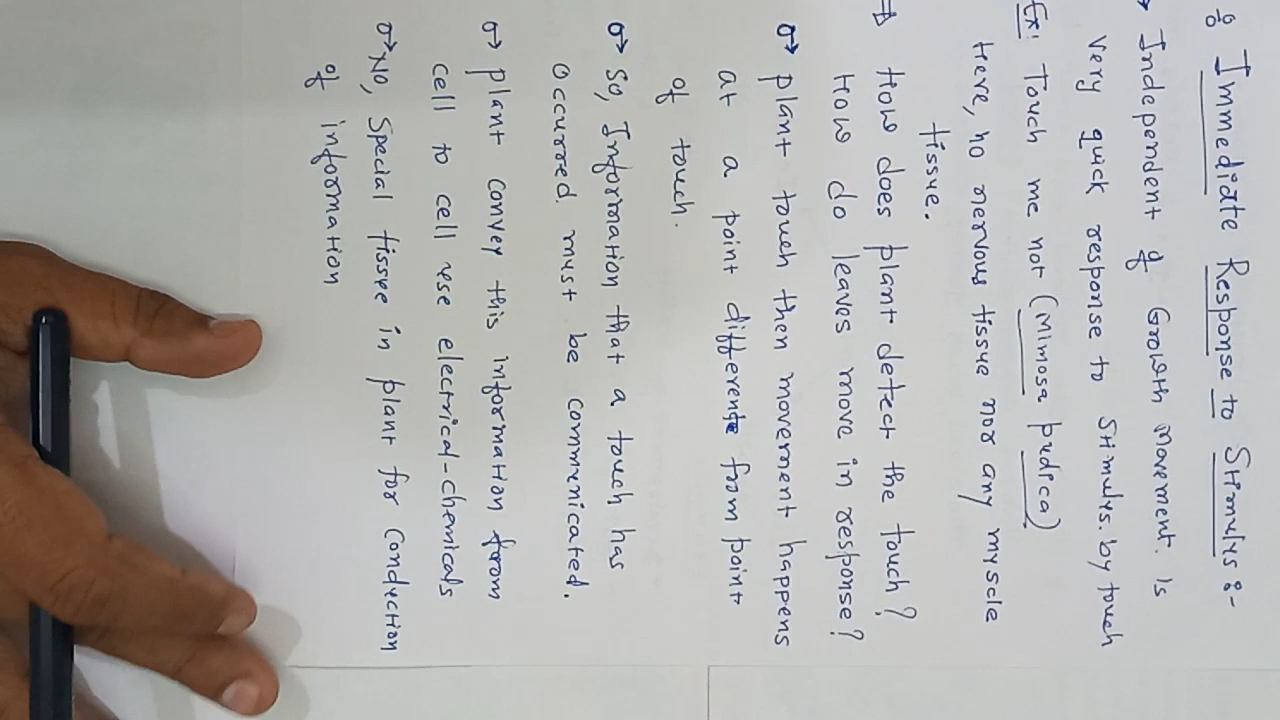 Immediate Response to Stimulus :-
→ Independent of Growth movement. Is
very quick response to Stimulus. by touch
Ex: Touch me not (Mimosa pudica)
Here, no nervous tissue nor any muscle
tissue.
→ How does plant detect the touch?
How do leaves move in response?
→ plant touch then movement happens
at a point different from point
of touch.
→ So, Information that a touch has
occurred must be communicated.
→ plant convey this information from
cell to cell use electrical-chemicals
→ No, Special tissue in plant for conduction
of information